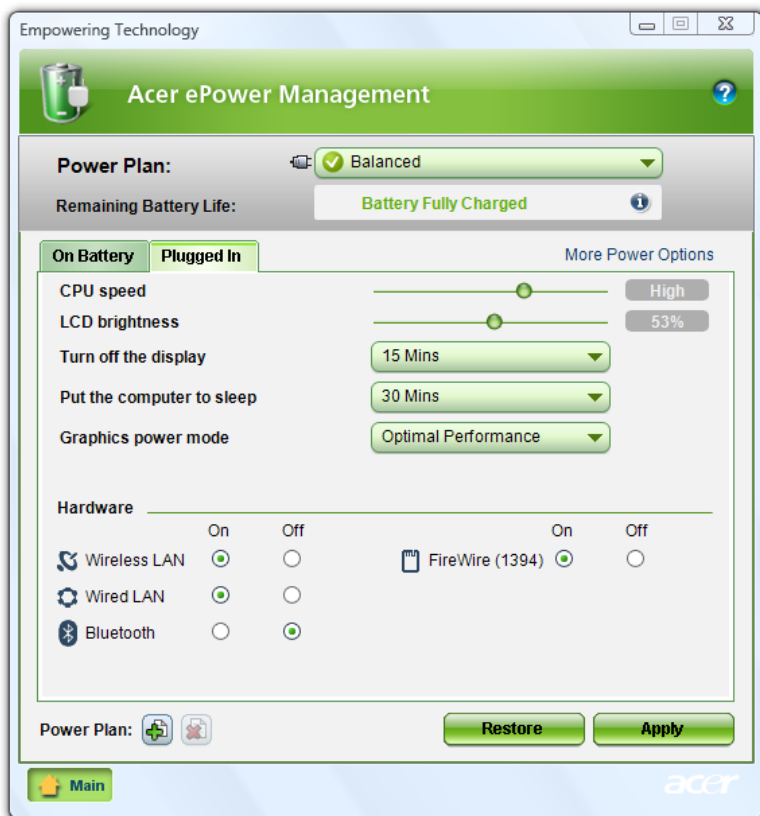 Empowering Technology
Acer ePower Management
Power Plan: Balanced
Remaining Battery Life: Battery Fully Charged
On Battery Plugged In More Power Options
CPU speed High
LCD brightness 53%
Turn off the display 15 Mins
Put the computer to sleep 30 Mins
Graphics power mode Optimal Performance
Hardware
On Off On Off
Wireless LAN FireWire (1394)
Wired LAN
Bluetooth
Power Plan: Restore Apply
Main acer